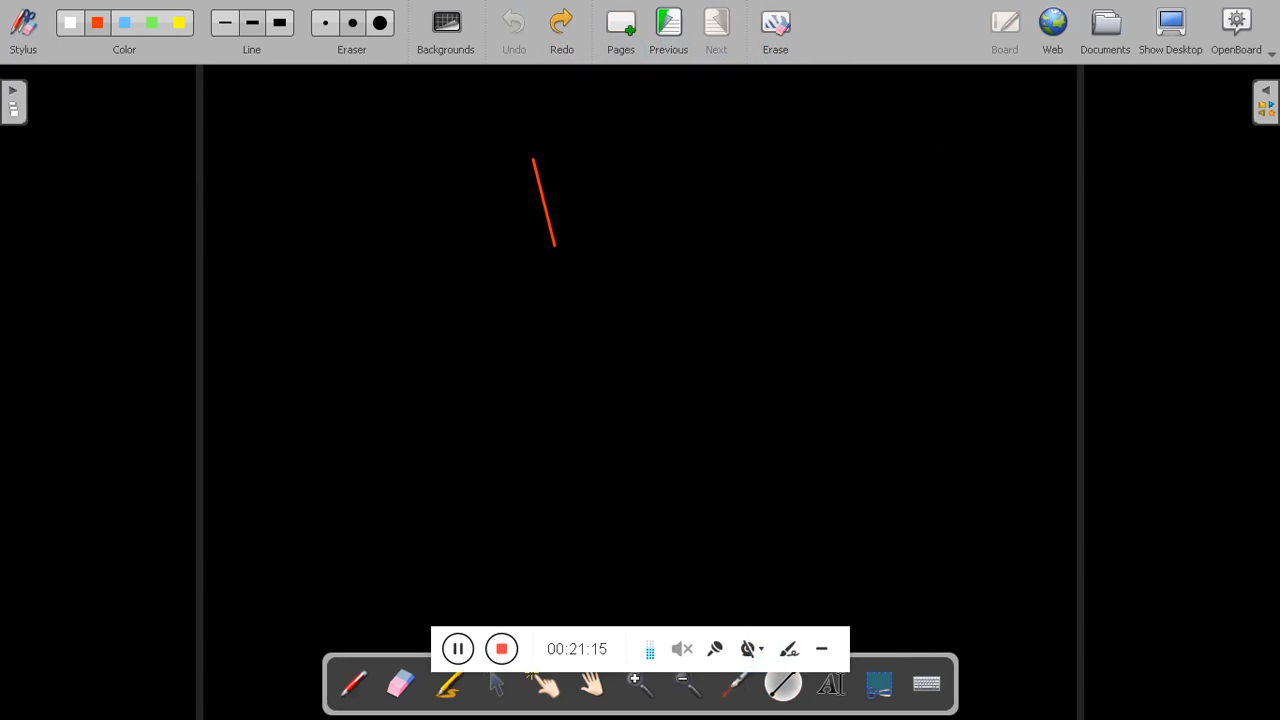 Stylus Color Line Eraser Backgrounds Undo Redo Pages Previous Next Erase Board Web Documents Show Desktop OpenBoard
00:21:15
AI